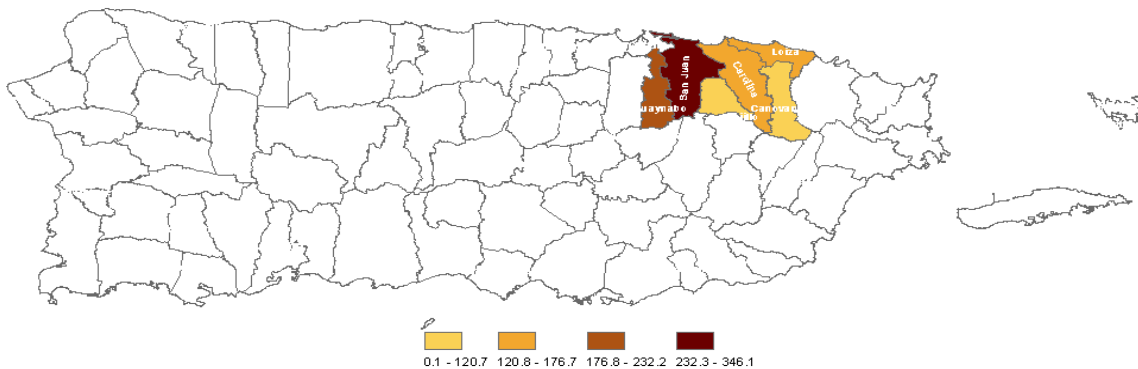 Loiza
San Juan
Carolina
uaynabo
Canovan
0.1 - 120.7 120.8 - 176.7 176.8 - 232.2 232.3 - 346.1